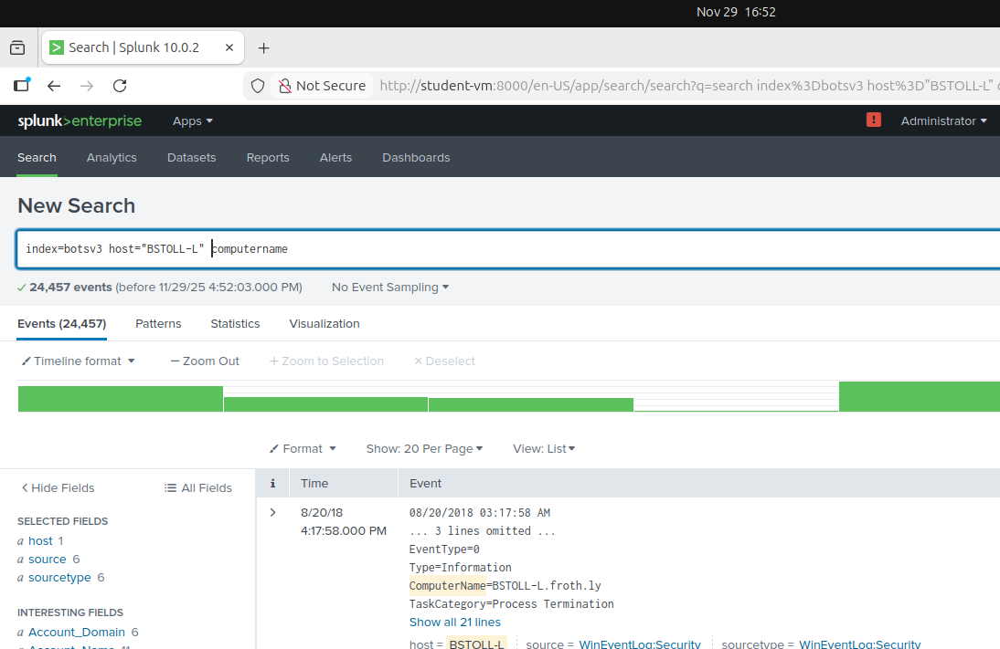 Nov 29 16:52
Search | Splunk 10.0.2
Not Secure http://student-vm:8000/en-US/app/search/search?q=search index%3Dbotsv3 host%3D"BSTOLL-L"
splunk>enterprise Apps Administrator
Search Analytics Datasets Reports Alerts Dashboards
New Search
index=botsv3 host="BSTOLL-L" computername
24,457 events (before 11/29/25 4:52:03.000 PM) No Event Sampling
Events (24,457) Patterns Statistics Visualization
Timeline format — Zoom Out + Zoom to Selection × Deselect
Format Show: 20 Per Page View: List
< Hide Fields All Fields
i Time Event
SELECTED FIELDS
a host 1
a source 6
a sourcetype 6
INTERESTING FIELDS
a Account_Domain 6
> 8/20/18
4:17:58.000 PM
08/20/2018 03:17:58 AM
... 3 lines omitted ...
EventType=0
Type=Information
ComputerName=BSTOLL-L.froth.ly
TaskCategory=Process Termination
Show all 21 lines
host = BSTOLL-L source = WinEventLog:Security sourcetype = WinEventLog:Security